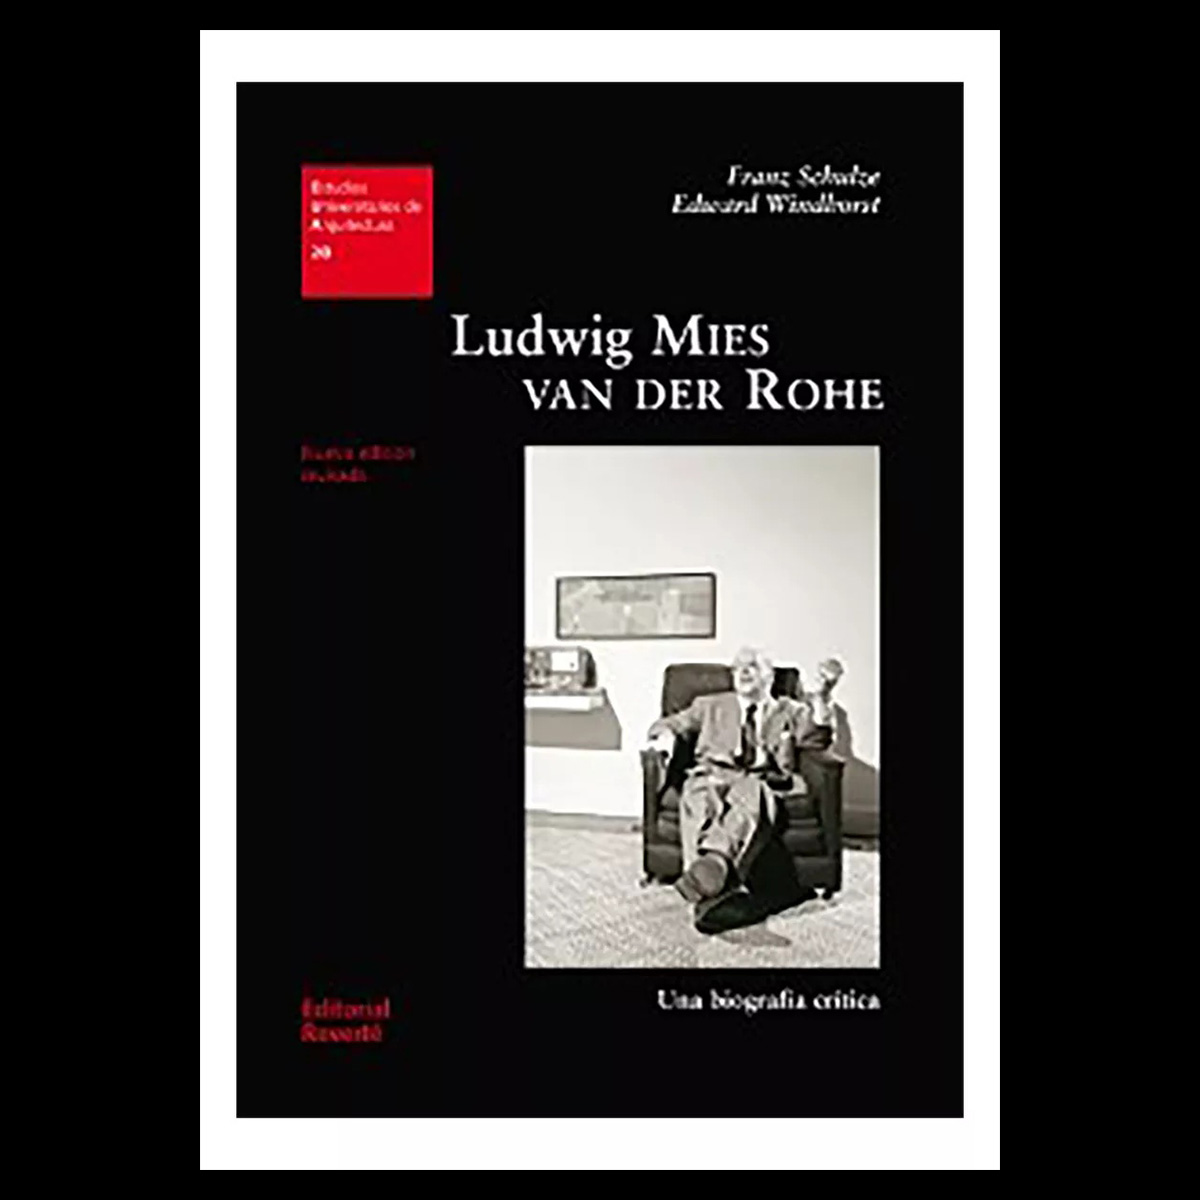 Franz Schulze
Edward Windhorst
Estudios
Universitarios de
Arquitectura
20
Ludwig MIES
VAN DER ROHE
Nueva edición
revisada
Una biografía crítica
Editorial
Reverté